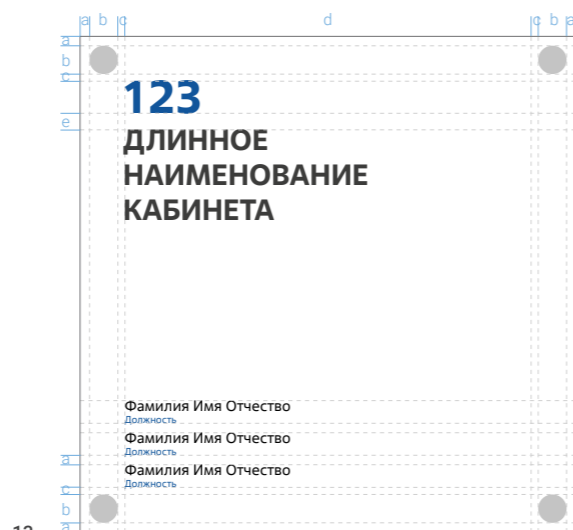 a b c d c b a
a
b
c
123
e
ДЛИННОЕ
НАИМЕНОВАНИЕ
КАБИНЕТА
Фамилия Имя Отчество
Должность
Фамилия Имя Отчество
Должность
a
Фамилия Имя Отчество
Должность
c
b
a